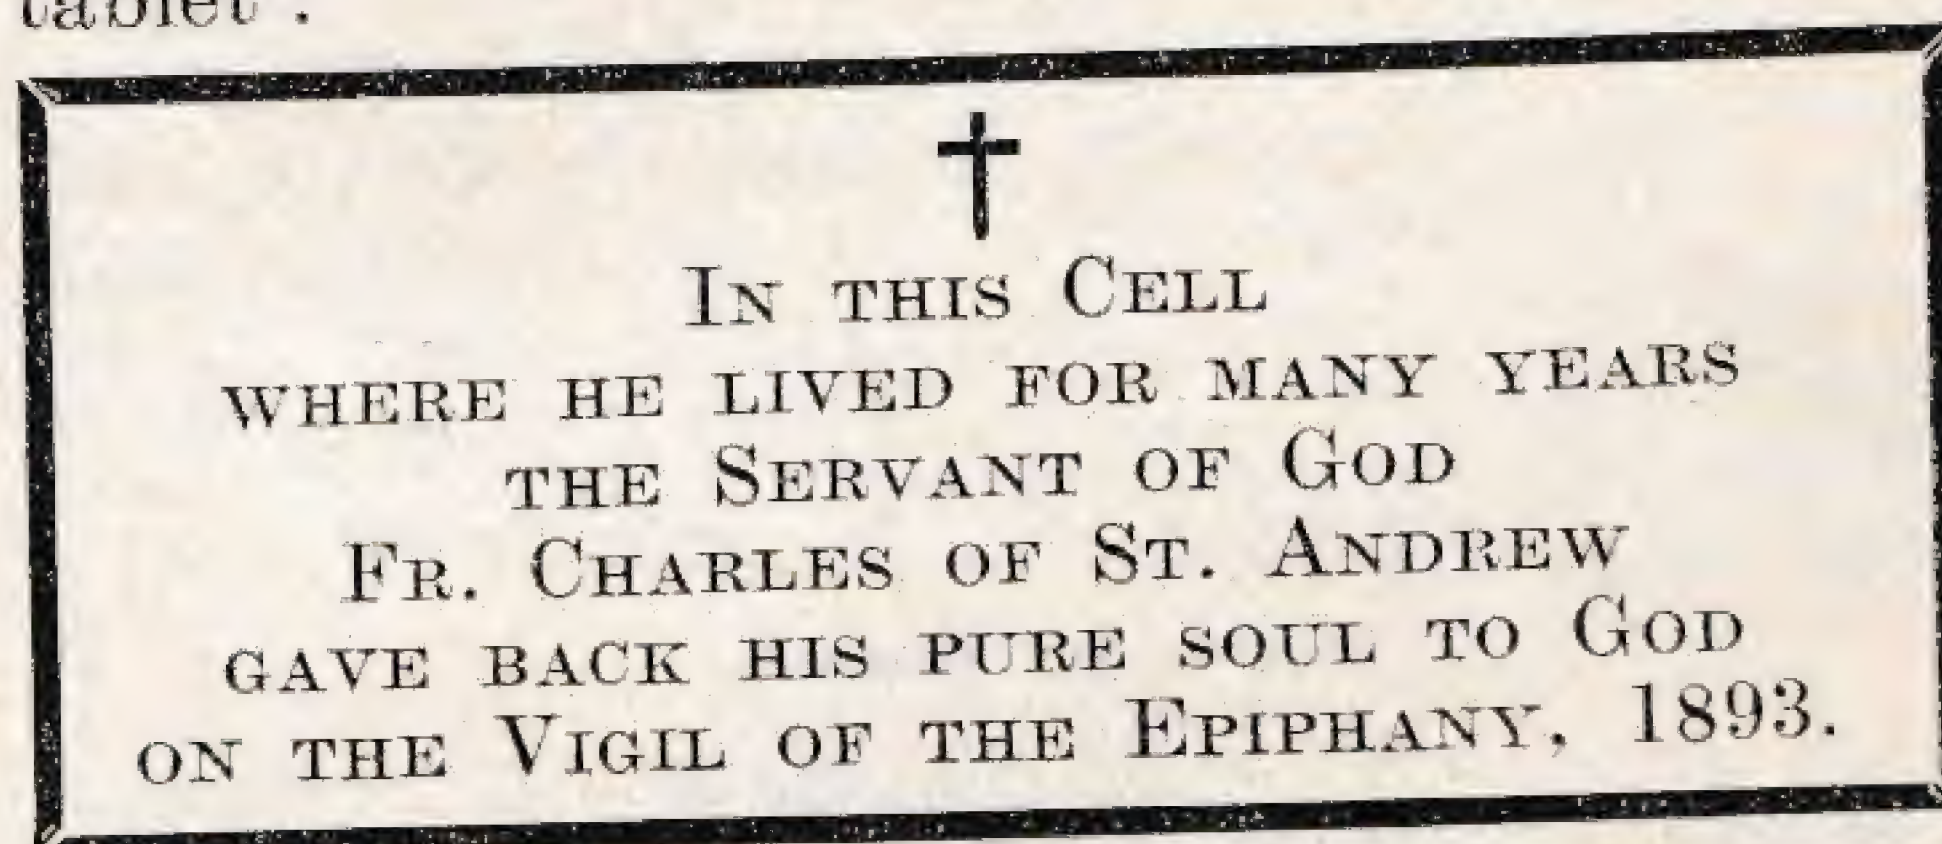 tablet :
In this Cell
where he lived for many years
the Servant of God
Fr. Charles of St. Andrew
gave back his pure soul to God
on the Vigil of the Epiphany, 1893.